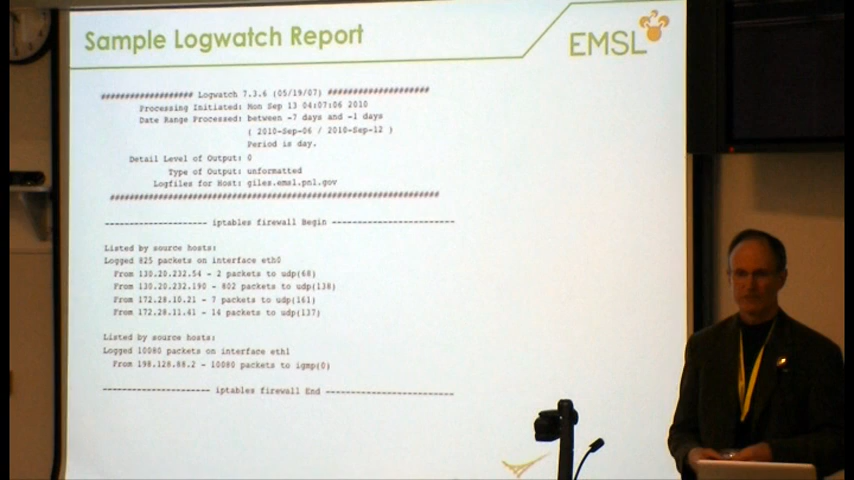 Sample Logwatch Report
EMSL
################### Logwatch 7.3.6 (05/19/07) ####################
Processing Initiated: Mon Sep 13 04:07:06 2010
Date Range Processed: between -7 days and -1 days
( 2010-Sep-06 / 2010-Sep-12 )
Period is day.
Detail Level of Output: 0
Type of Output: unformatted
Logfiles for Host: giles.emsl.pnl.gov
##################################################################
--------------------- iptables firewall Begin ------------------------
Listed by source hosts:
Logged 825 packets on interface eth0
From 130.20.232.54 - 2 packets to udp(68)
From 130.20.232.190 - 802 packets to udp(138)
From 172.28.10.21 - 7 packets to udp(161)
From 172.28.11.41 - 14 packets to udp(137)
Listed by source hosts:
Logged 10080 packets on interface eth1
From 198.128.88.2 - 10080 packets to igmp(0)
---------------------- iptables firewall End -------------------------